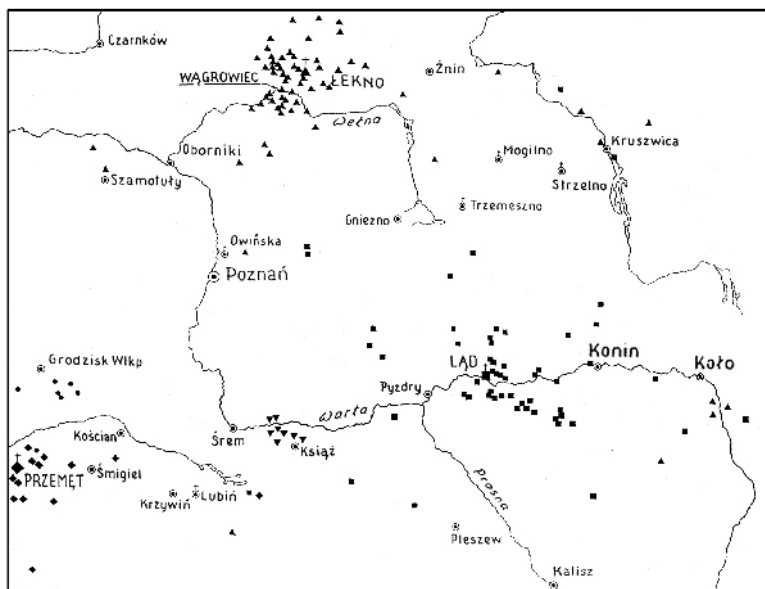 Czarnków
WĄGROWIEC
ŁEKNO
Żnin
Wełna
Oborniki
Mogilno
Kruszwica
Szamotuły
Strzelno
Gniezno
Trzemeszno
Owińska
Poznań
Grodzisk Wlkp
LĄD
Konin
Koło
Pyzdry
Warta
Kościan
Śrem
Książ
PRZEMĘT
Śmigiel
Krzywiń
Lubiń
Prosna
Pleszew
Kalisz